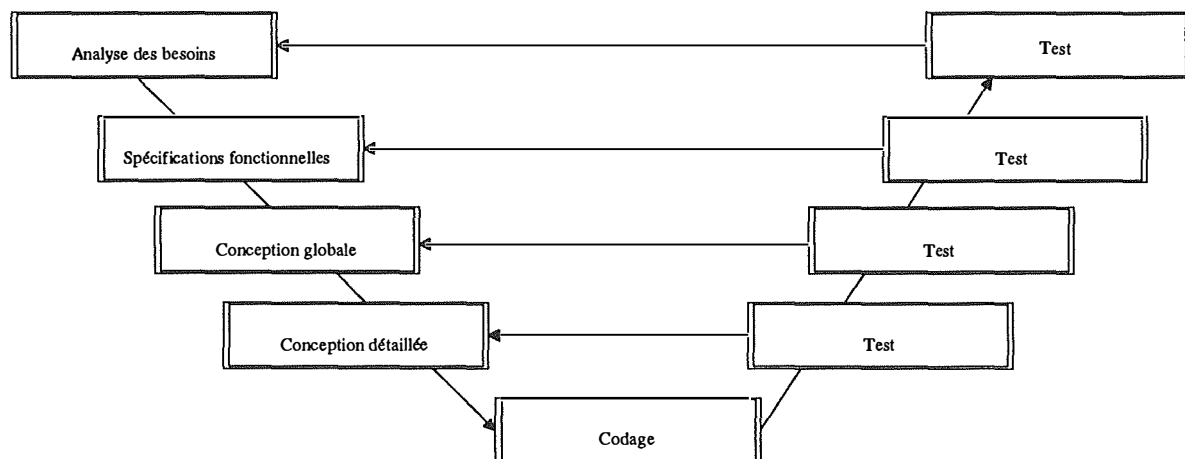 Analyse des besoins
Test
Spécifications fonctionnelles
Test
Conception globale
Test
Conception détaillée
Test
Codage